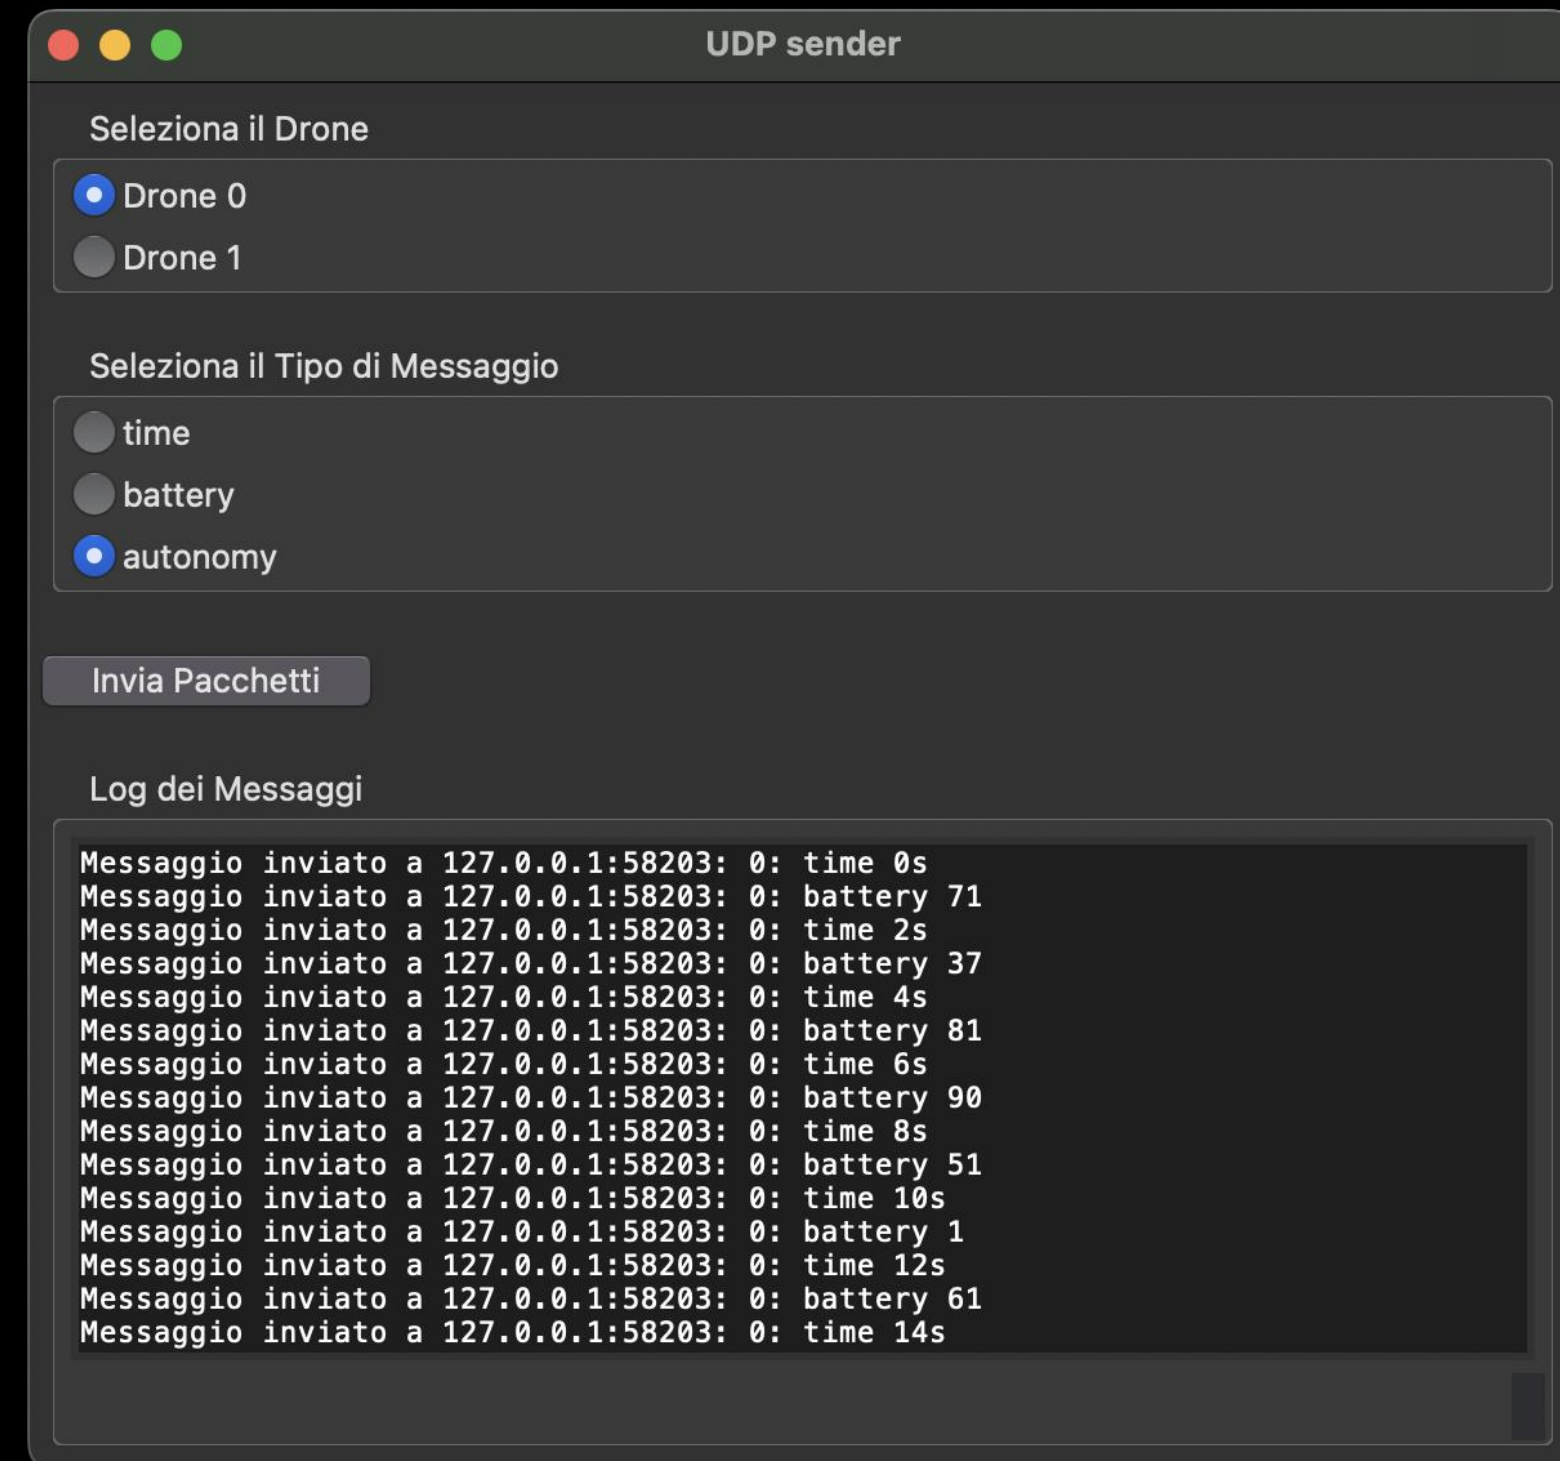 UDP sender
Seleziona il Drone
Drone 0
Drone 1
Seleziona il Tipo di Messaggio
time
battery
autonomy
Invia Pacchetti
Log dei Messaggi
Messaggio inviato a 127.0.0.1:58203: 0: time 0s
Messaggio inviato a 127.0.0.1:58203: 0: battery 71
Messaggio inviato a 127.0.0.1:58203: 0: time 2s
Messaggio inviato a 127.0.0.1:58203: 0: battery 37
Messaggio inviato a 127.0.0.1:58203: 0: time 4s
Messaggio inviato a 127.0.0.1:58203: 0: battery 81
Messaggio inviato a 127.0.0.1:58203: 0: time 6s
Messaggio inviato a 127.0.0.1:58203: 0: battery 90
Messaggio inviato a 127.0.0.1:58203: 0: time 8s
Messaggio inviato a 127.0.0.1:58203: 0: battery 51
Messaggio inviato a 127.0.0.1:58203: 0: time 10s
Messaggio inviato a 127.0.0.1:58203: 0: battery 1
Messaggio inviato a 127.0.0.1:58203: 0: time 12s
Messaggio inviato a 127.0.0.1:58203: 0: battery 61
Messaggio inviato a 127.0.0.1:58203: 0: time 14s